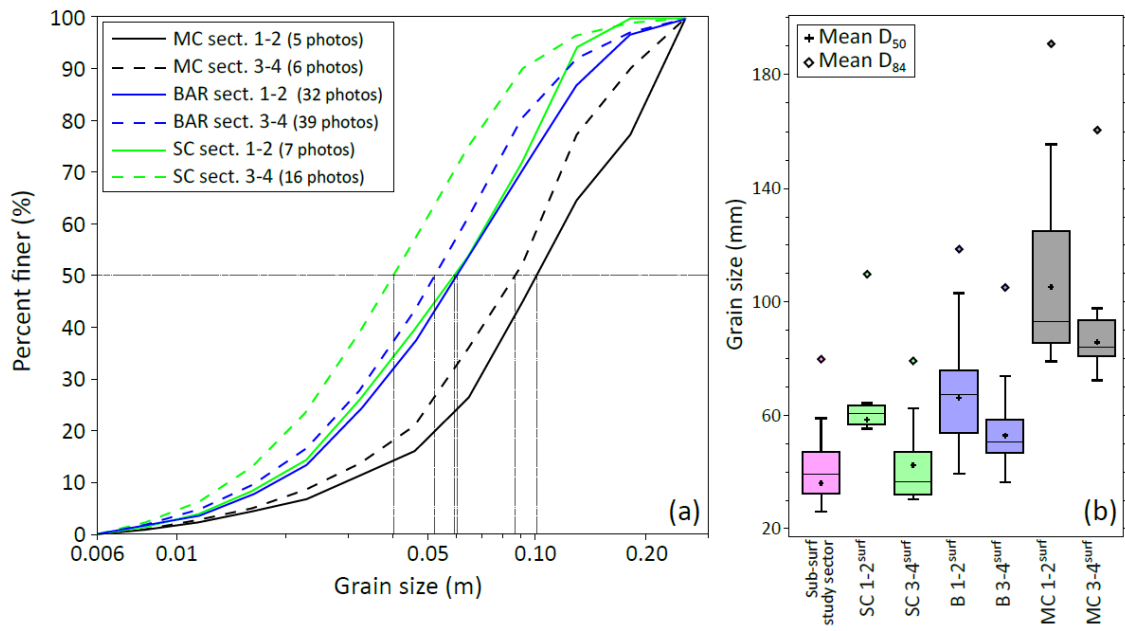 100
90
80
70
60
50
40
30
20
10
0
Percent finer (%)
MC sect. 1-2 (5 photos)
MC sect. 3-4 (6 photos)
BAR sect. 1-2 (32 photos)
BAR sect. 3-4 (39 photos)
SC sect. 1-2 (7 photos)
SC sect. 3-4 (16 photos)
(a)
0.006 0.01 0.05 0.10 0.20
Grain size (m)
Mean D50
Mean D84
180
140
100
60
20
Grain size (mm)
(b)
Sub-surf
study sector
SC 1-2surf
SC 3-4surf
B 1-2surf
B 3-4surf
MC 1-2surf
MC 3-4surf